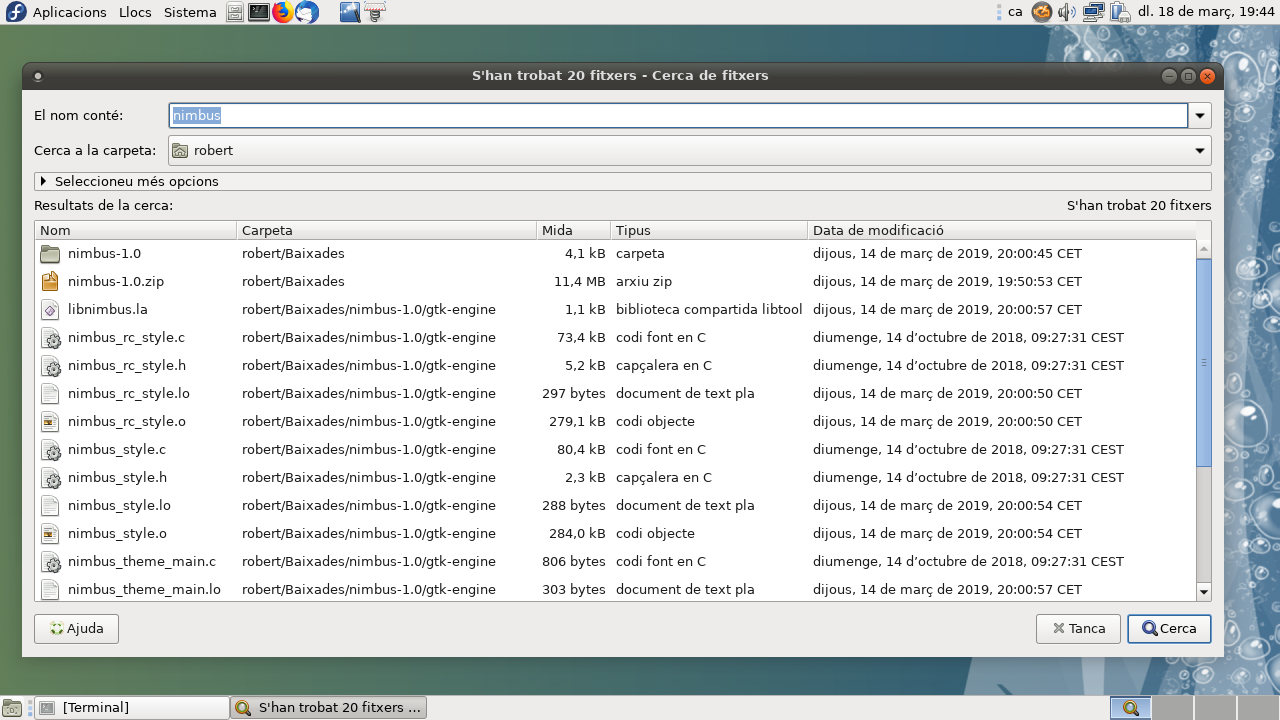 Aplicacions Llocs Sistema ca dl. 18 de març, 19:44
S'han trobat 20 fitxers - Cerca de fitxers
El nom conté: nimbus
Cerca a la carpeta: robert
Seleccioneu més opcions
Resultats de la cerca: S'han trobat 20 fitxers
Nom Carpeta Mida Tipus Data de modificació
nimbus-1.0 robert/Baixades 4,1 kB carpeta dijous, 14 de març de 2019, 20:00:45 CET
nimbus-1.0.zip robert/Baixades 11,4 MB arxiu zip dijous, 14 de març de 2019, 19:50:53 CET
libnimbus.la robert/Baixades/nimbus-1.0/gtk-engine 1,1 kB biblioteca compartida libtool dijous, 14 de març de 2019, 20:00:57 CET
nimbus_rc_style.c robert/Baixades/nimbus-1.0/gtk-engine 73,4 kB codi font en C diumenge, 14 d’octubre de 2018, 09:27:31 CEST
nimbus_rc_style.h robert/Baixades/nimbus-1.0/gtk-engine 5,2 kB capçalera en C diumenge, 14 d’octubre de 2018, 09:27:31 CEST
nimbus_rc_style.lo robert/Baixades/nimbus-1.0/gtk-engine 297 bytes document de text pla dijous, 14 de març de 2019, 20:00:50 CET
nimbus_rc_style.o robert/Baixades/nimbus-1.0/gtk-engine 279,1 kB codi objecte dijous, 14 de març de 2019, 20:00:50 CET
nimbus_style.c robert/Baixades/nimbus-1.0/gtk-engine 80,4 kB codi font en C diumenge, 14 d’octubre de 2018, 09:27:31 CEST
nimbus_style.h robert/Baixades/nimbus-1.0/gtk-engine 2,3 kB capçalera en C diumenge, 14 d’octubre de 2018, 09:27:31 CEST
nimbus_style.lo robert/Baixades/nimbus-1.0/gtk-engine 288 bytes document de text pla dijous, 14 de març de 2019, 20:00:54 CET
nimbus_style.o robert/Baixades/nimbus-1.0/gtk-engine 284,0 kB codi objecte dijous, 14 de març de 2019, 20:00:54 CET
nimbus_theme_main.c robert/Baixades/nimbus-1.0/gtk-engine 806 bytes codi font en C diumenge, 14 d’octubre de 2018, 09:27:31 CEST
nimbus_theme_main.lo robert/Baixades/nimbus-1.0/gtk-engine 303 bytes document de text pla dijous, 14 de març de 2019, 20:00:57 CET
Ajuda Tanca Cerca
[Terminal] S'han trobat 20 fitxers ...